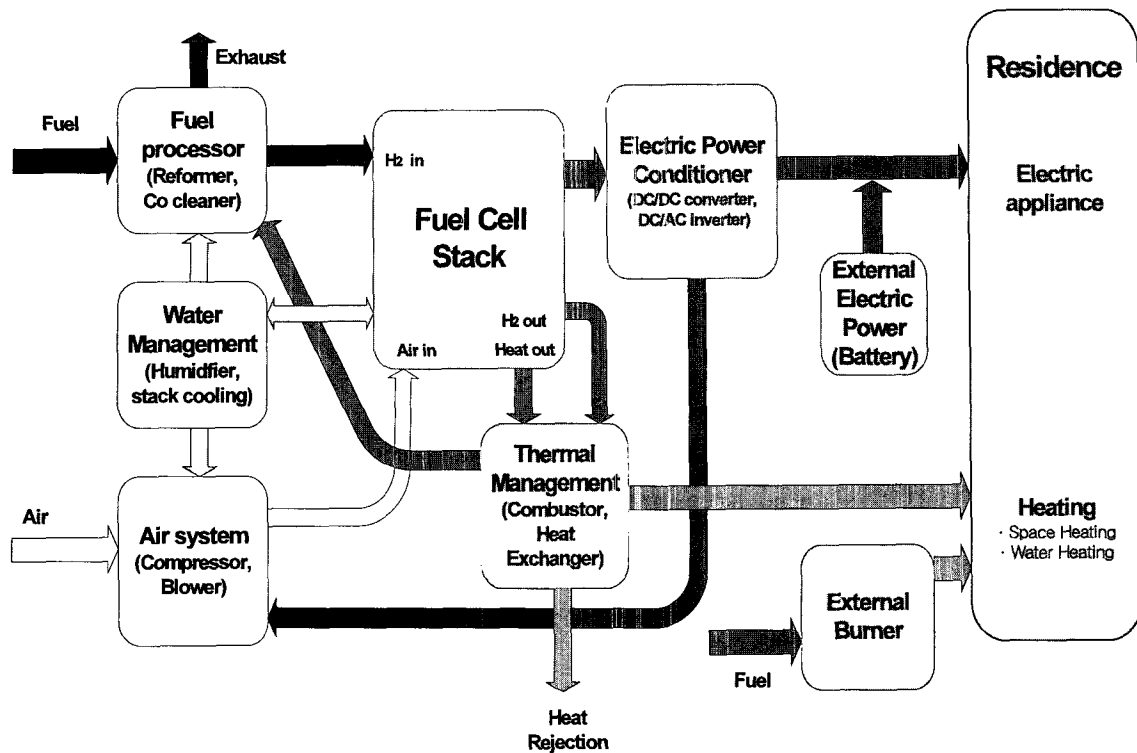 Exhaust
Fuel
Fuel
processor
(Reformer,
Co cleaner)
H2 in
Fuel Cell
Stack
H2 out
Heat out
Air in
Electric Power
Conditioner
(DC/DC converter,
DC/AC inverter)
Residence
Electric
appliance
External
Electric
Power
(Battery)
Water
Management
(Humidfier,
stack cooling)
Thermal
Management
(Combustor,
Heat
Exchanger)
Heating
· Space Heating
· Water Heating
Air
Air system
(Compressor,
Blower)
External
Burner
Fuel
Heat
Rejection